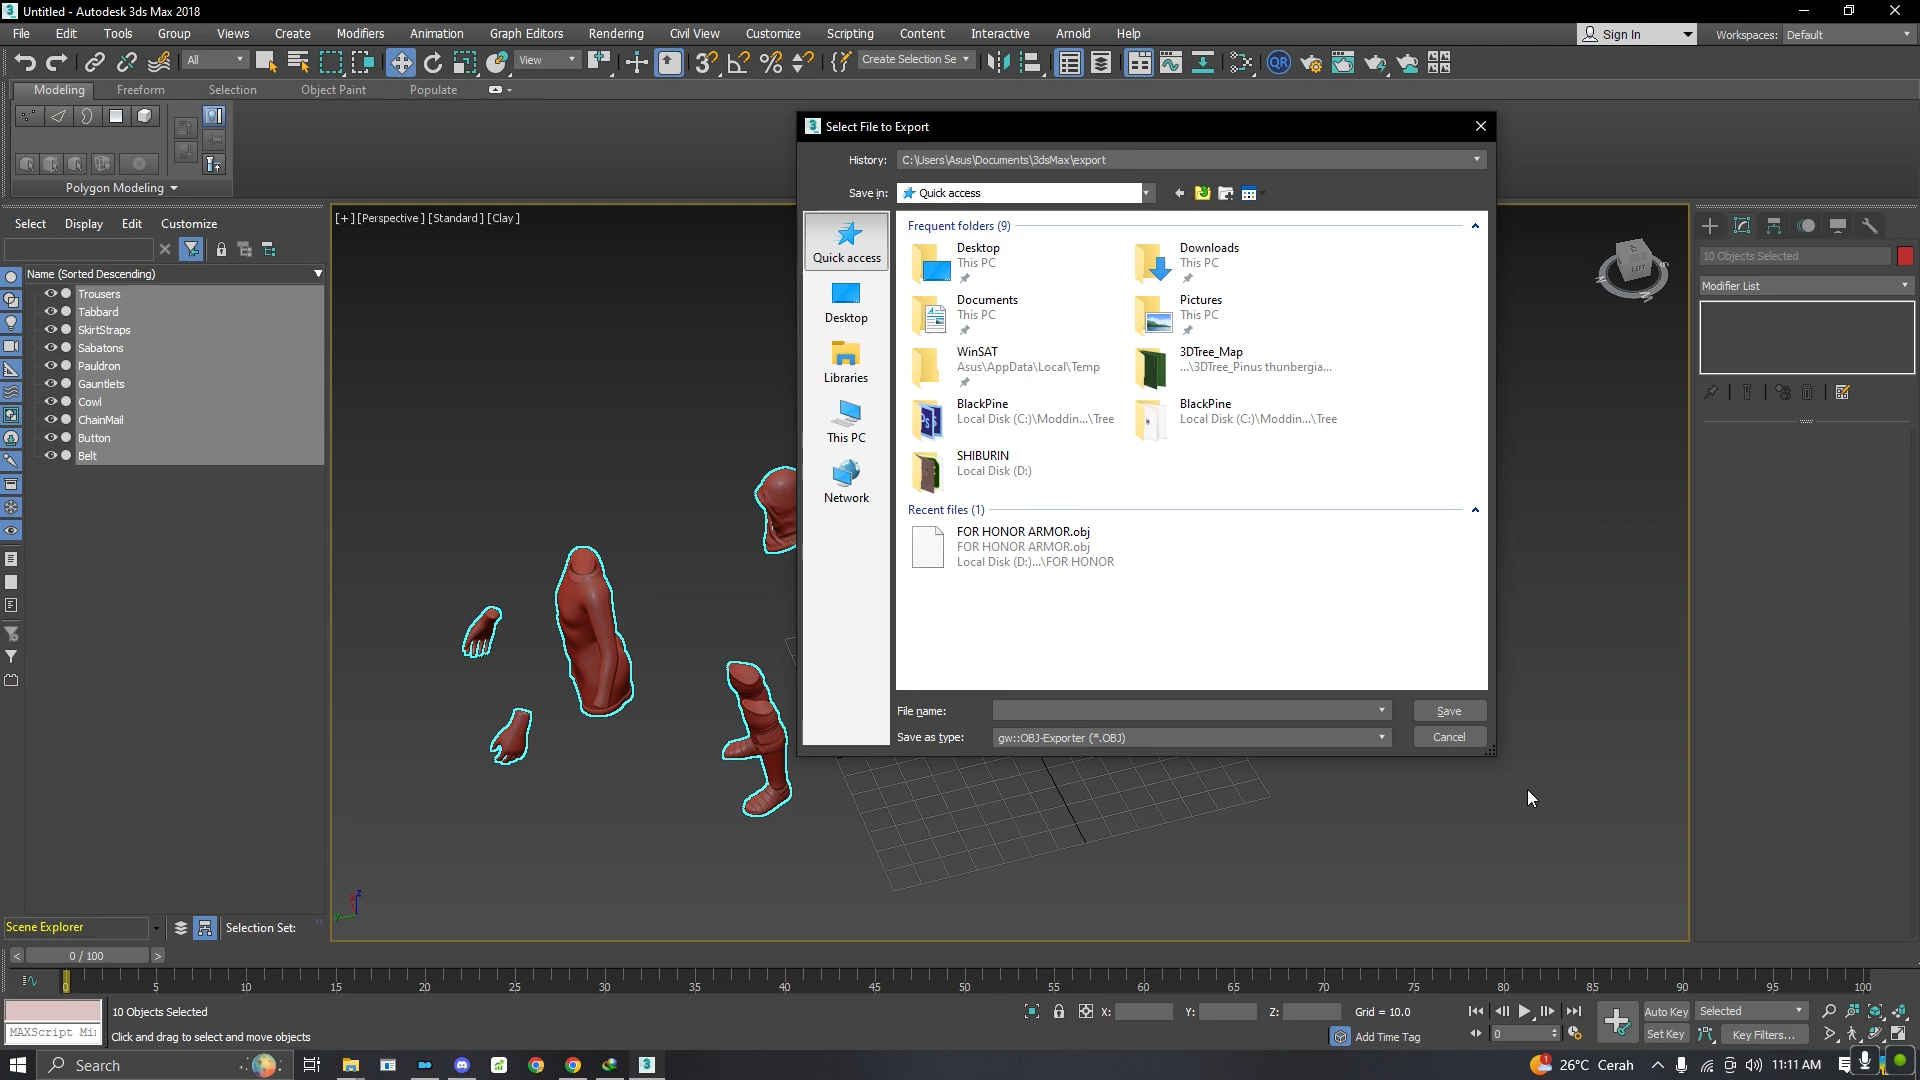 Untitled - Autodesk 3ds Max 2018
File Edit Tools Group Views Create Modifiers Animation Graph Editors Rendering Civil View Customize Scripting Content Interactive Arnold Help
Sign In
Workspaces: Default
All
View
Create Selection Se
QR
Modeling Freeform Selection Object Paint Populate
Polygon Modeling
Select Display Edit Customize
Name (Sorted Descending)
Trousers
Tabbard
SkirtStraps
Sabatons
Pauldron
Gauntlets
Cowl
ChainMail
Button
Belt
[+] [Perspective] [Standard] [Clay]
Select File to Export
History: C:\Users\Asus\Documents\3dsMax\export
Save in: Quick access
Quick access
Desktop
Libraries
This PC
Network
Frequent folders (9)
Desktop
This PC
Downloads
This PC
Documents
This PC
Pictures
This PC
WinSAT
Asus\AppData\Local\Temp
3DTree_Map
...\3DTree_Pinus thunbergia...
BlackPine
Local Disk (C:)\Moddin...\Tree
BlackPine
Local Disk (C:)\Moddin...\Tree
SHIBURIN
Local Disk (D:)
Recent files (1)
FOR HONOR ARMOR.obj
FOR HONOR ARMOR.obj
Local Disk (D:)...\FOR HONOR
File name:
Save
Save as type: gw::OBJ-Exporter (*.OBJ)
Cancel
LEFT
10 Objects Selected
Modifier List
Scene Explorer
Selection Set:
0 / 100
0 5 10 15 20 25 30 35 40 45 50 55 60 65 70 75 80 85 90 95 100
10 Objects Selected
MAXScript Mi
Click and drag to select and move objects
X: Y: Z: Grid = 10.0
Add Time Tag
0
Auto Key
Selected
Set Key
Key Filters...
Search
1
26°C Cerah
11:11 AM